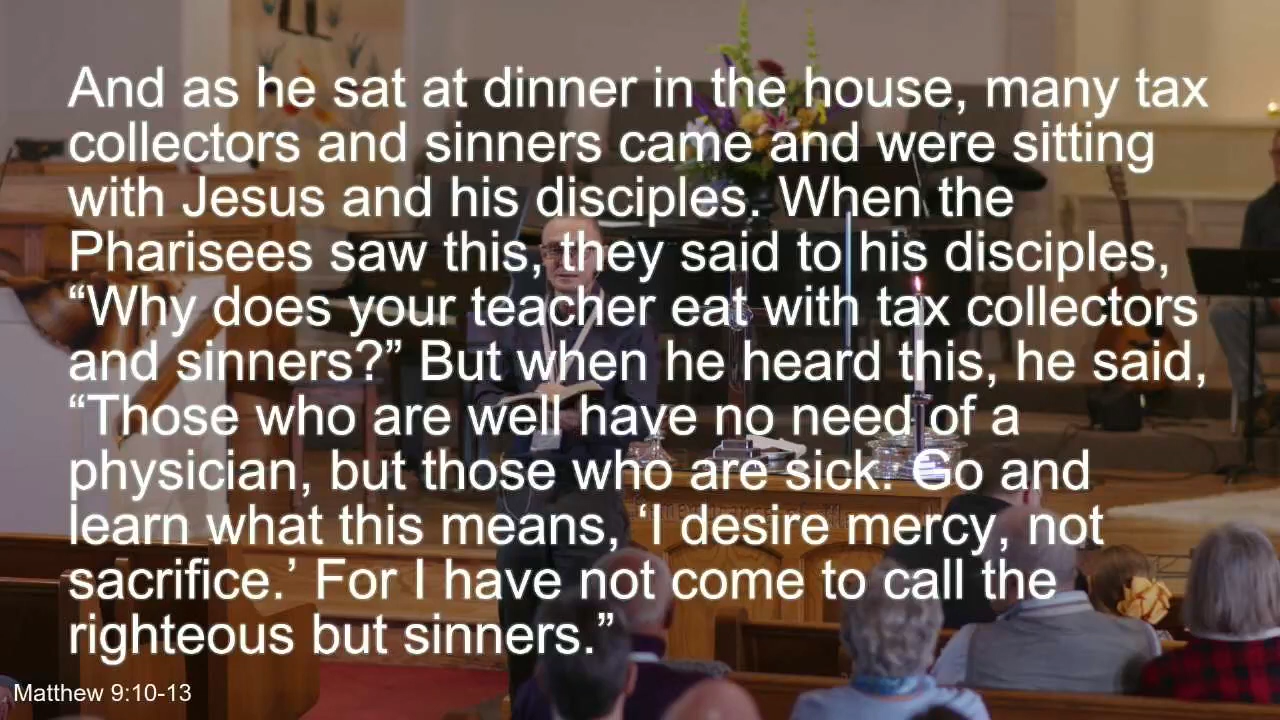 And as he sat at dinner in the house, many tax
collectors and sinners came and were sitting
with Jesus and his disciples. When the
Pharisees saw this, they said to his disciples,
“Why does your teacher eat with tax collectors
and sinners?” But when he heard this, he said,
“Those who are well have no need of a
physician, but those who are sick. Go and
learn what this means, ‘I desire mercy, not
sacrifice.’ For I have not come to call the
righteous but sinners.”
Matthew 9:10-13